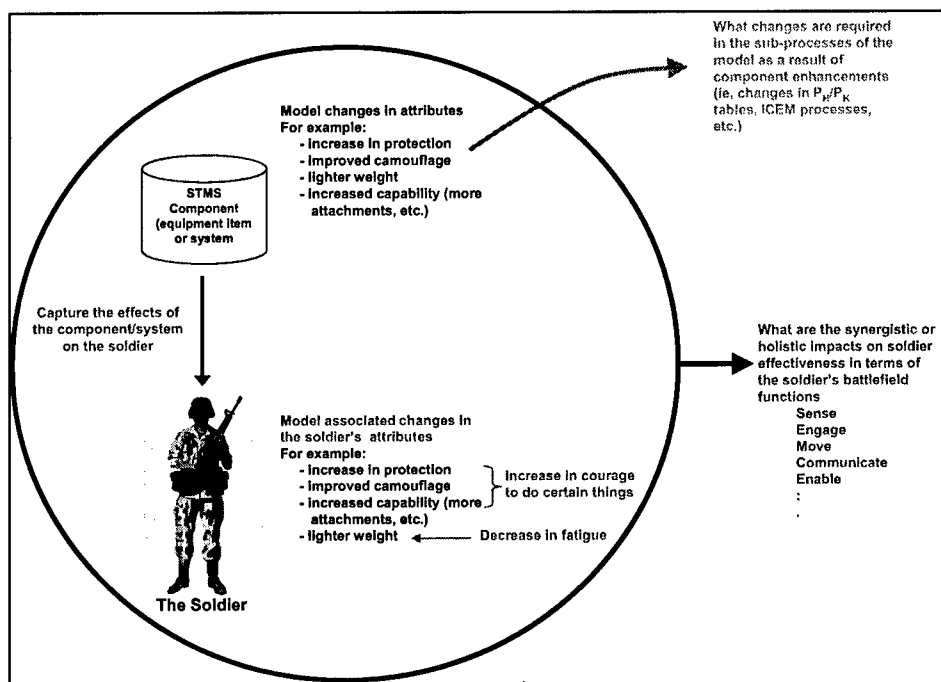 What changes are required
in the sub-processes of the
model as a result of
component enhancements
(ie, changes in PH/PK
tables, ICEM processes,
etc.)
Model changes in attributes
For example:
- increase in protection
- improved camouflage
- lighter weight
- increased capability (more
attachments, etc.)
STMS
Component
(equipment item
or system
Capture the effects of
the component/system
on the soldier
What are the synergistic or
holistic impacts on soldier
effectiveness in terms of
the soldier's battlefield
functions
Sense
Engage
Move
Communicate
Enable
:
.
Model associated changes in
the soldier's attributes
For example:
- increase in protection
- improved camouflage
- increased capability (more
attachments, etc.)
- lighter weight
Increase in courage
to do certain things
Decrease in fatigue
The Soldier